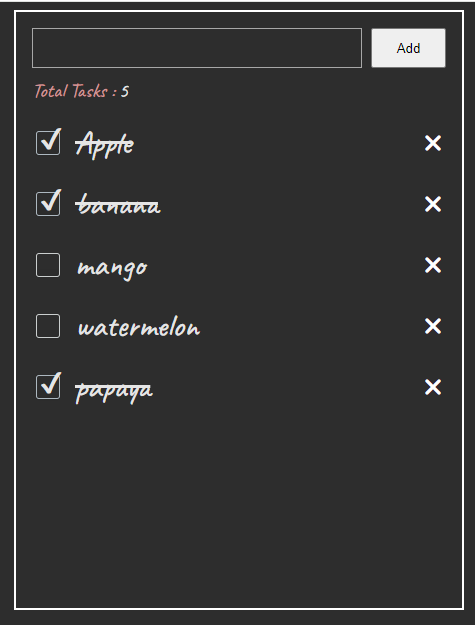 Add
Total Tasks : 5
Apple
banana
mango
watermelon
papaya